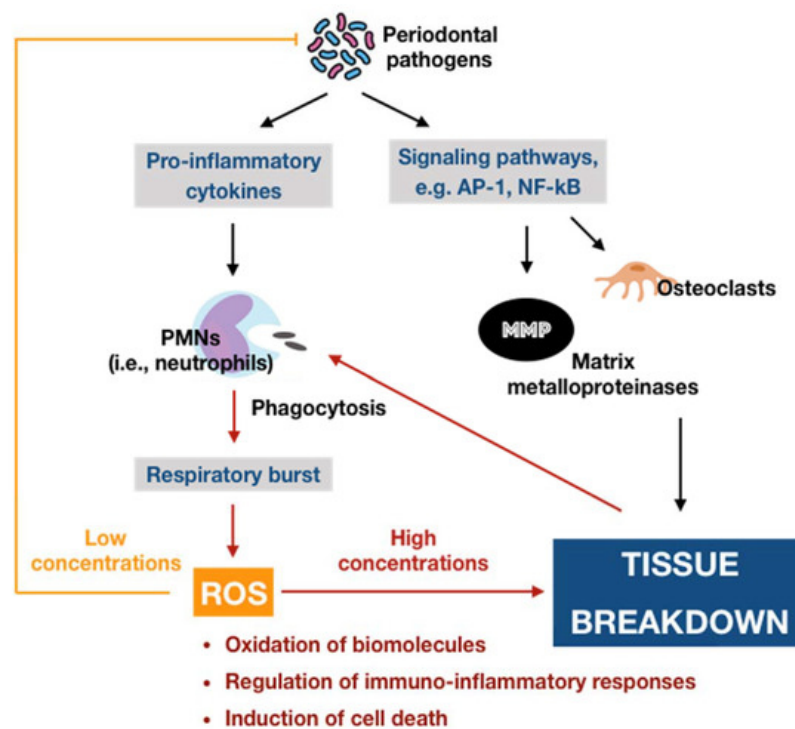 Periodontal
pathogens
Pro-inflammatory
cytokines
Signaling pathways,
e.g. AP-1, NF-kB
Osteoclasts
MMP
PMNs
(i.e., neutrophils)
Matrix
metalloproteinases
Phagocytosis
Respiratory burst
Low
concentrations
High
concentrations
ROS
TISSUE
BREAKDOWN
• Oxidation of biomolecules
• Regulation of immuno-inflammatory responses
• Induction of cell death